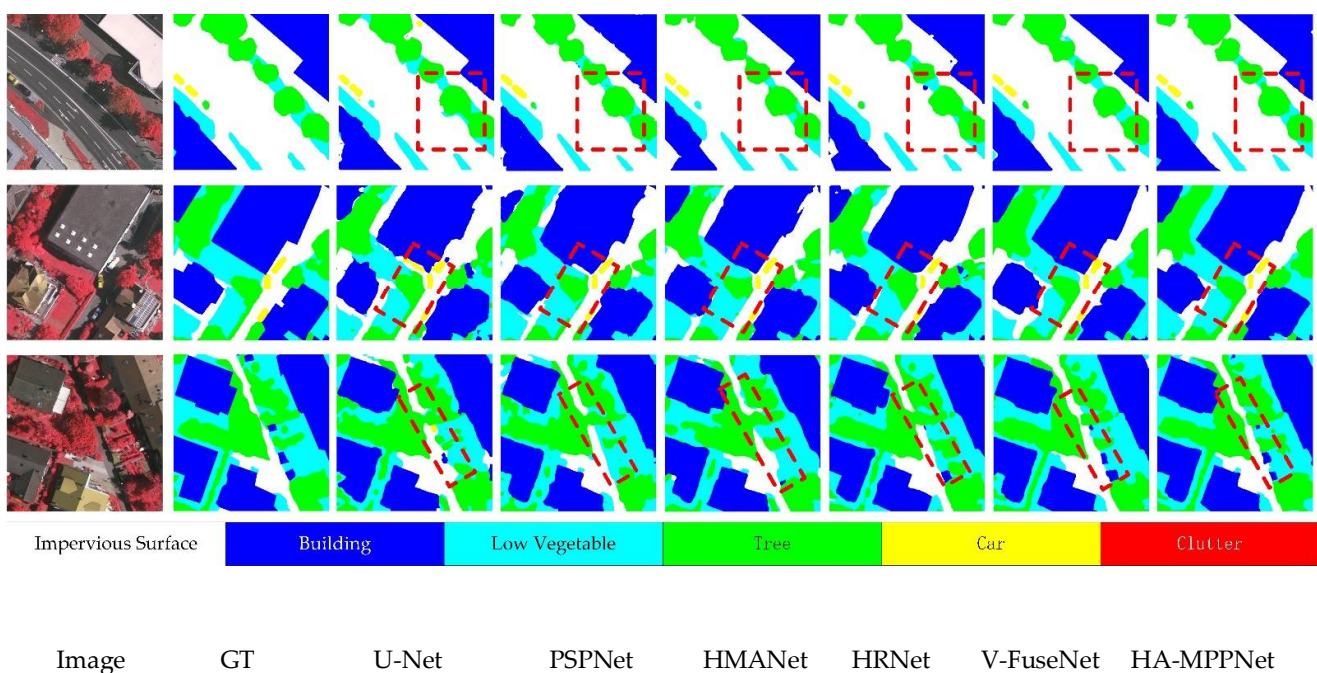 Impervious Surface Building Low Vegetable Tree Car Clutter
Image GT U-Net PSPNet HMANet HRNet V-FuseNet HA-MPPNet